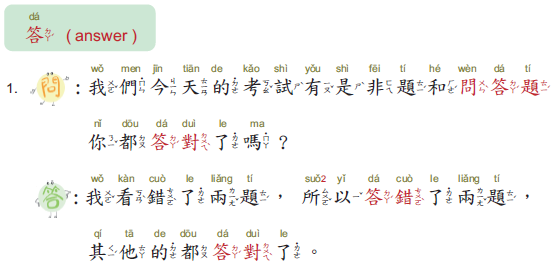 dá
答ㄉㄚˊ (answer)
wǒ men jīn tiān de kǎo shì yǒu shì fēi tí hé wèn dá tí
1. 問：我們今天的考試有是非題和問答題
nǐ dōu dá duì le ma
你都答對了嗎？
wǒ kàn cuò le liǎng tí suǒ2 yǐ dá cuò le liǎng tí
答：我看錯了兩題，所以答錯了兩題，
qí tā de dōu dá duì le
其他的都答對了。